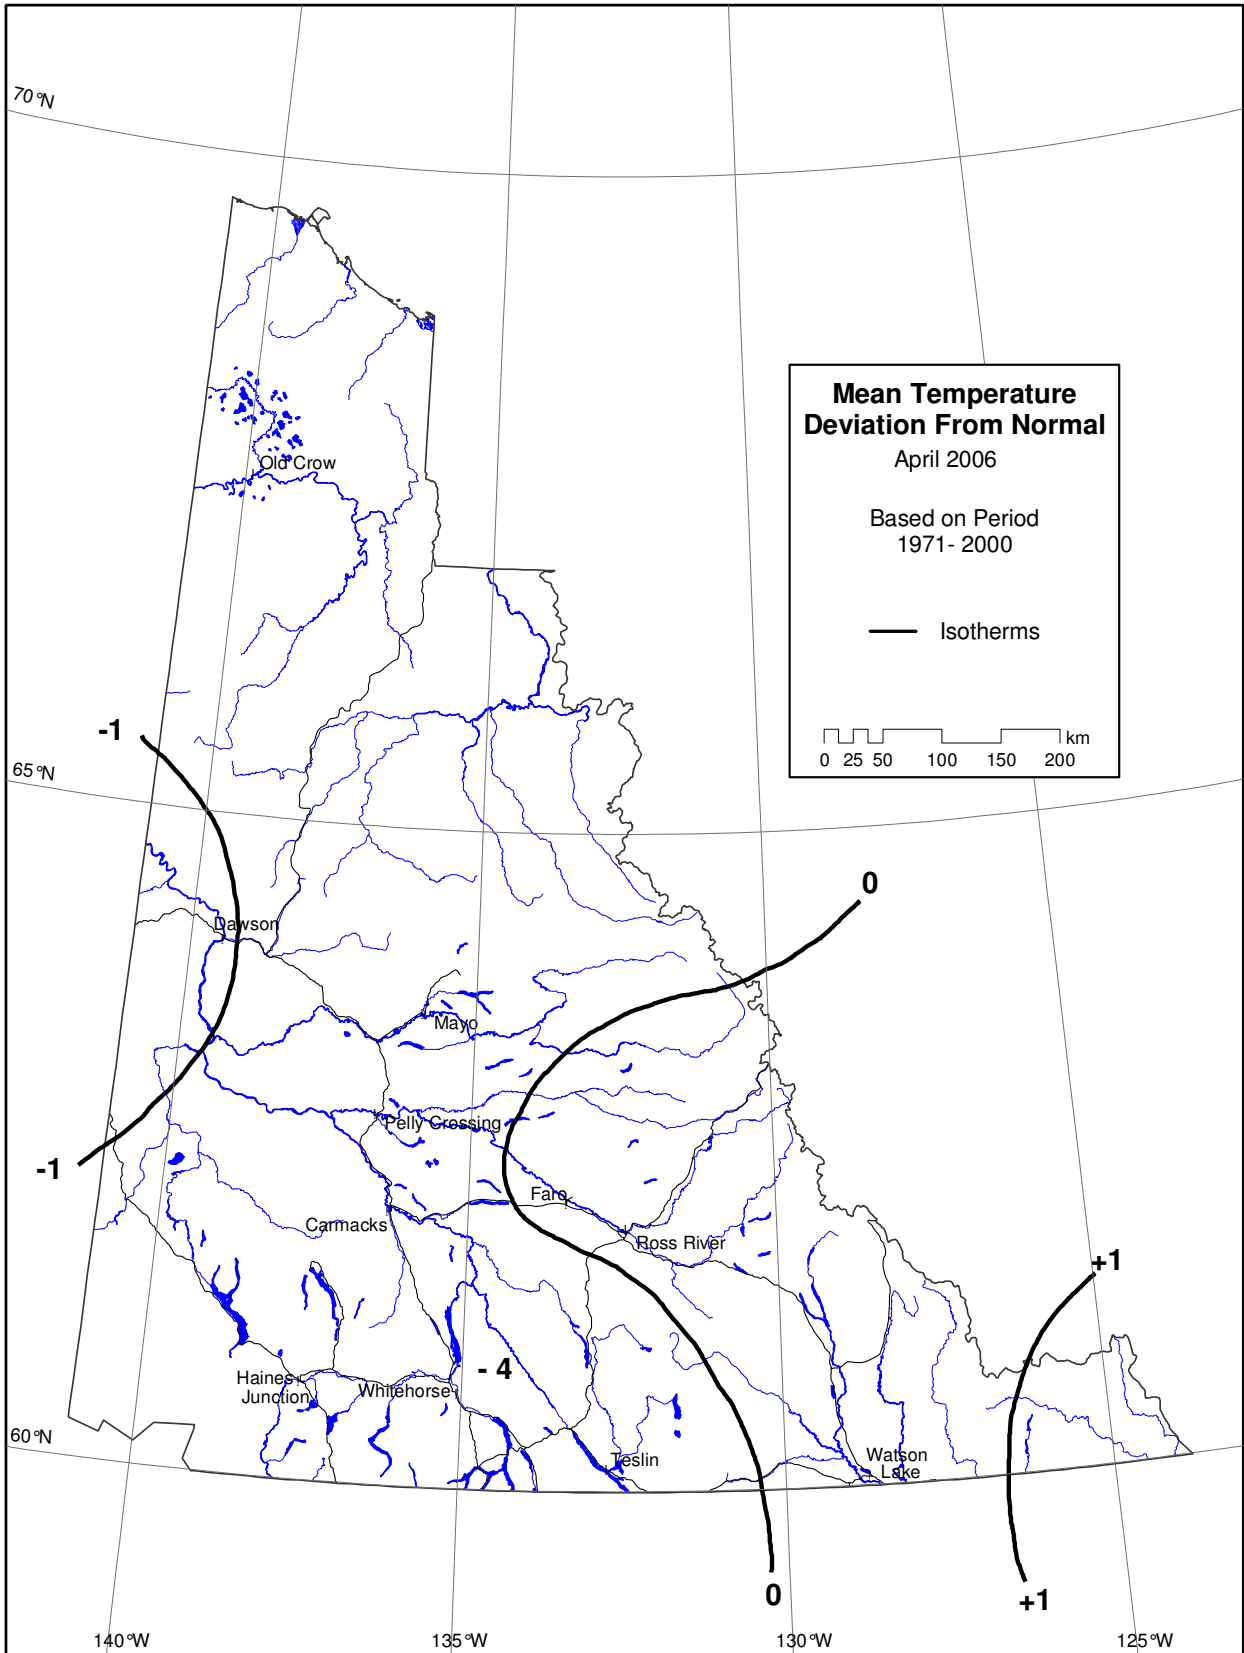 70°N
Mean Temperature
Deviation From Normal
April 2006
Based on Period
1971- 2000
Isotherms
km
0 25 50 100 150 200
Old Crow
-1
65°N
0
Dawson
Mayo
Pelly Crossing
-1
Faro
Carmacks
Ross River
+1
- 4
Haines
Junction
Whitehorse
60°N
Teslin
Watson
Lake
0
+1
140°W
135°W
130°W
125°W